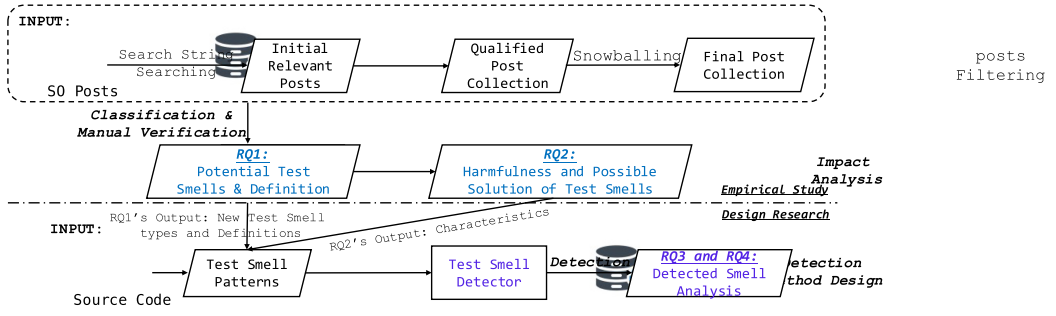 INPUT:
Search String
Searching
SO Posts
Initial
Relevant
Posts
Qualified
Post
Collection
Snowballing
Final Post
Collection
posts
Filtering
Classification &
Manual Verification
RQ1:
Potential Test
Smells & Definition
RQ2:
Harmfulness and Possible
Solution of Test Smells
Impact
Analysis
Empirical Study
Design Research
INPUT:
RQ1's Output: New Test Smell
types and Definitions
RQ2's Output: Characteristics
Source Code
Test Smell
Patterns
Test Smell
Detector
Detection
RQ3 and RQ4:
Detected Smell
Analysis
etection
thod Design